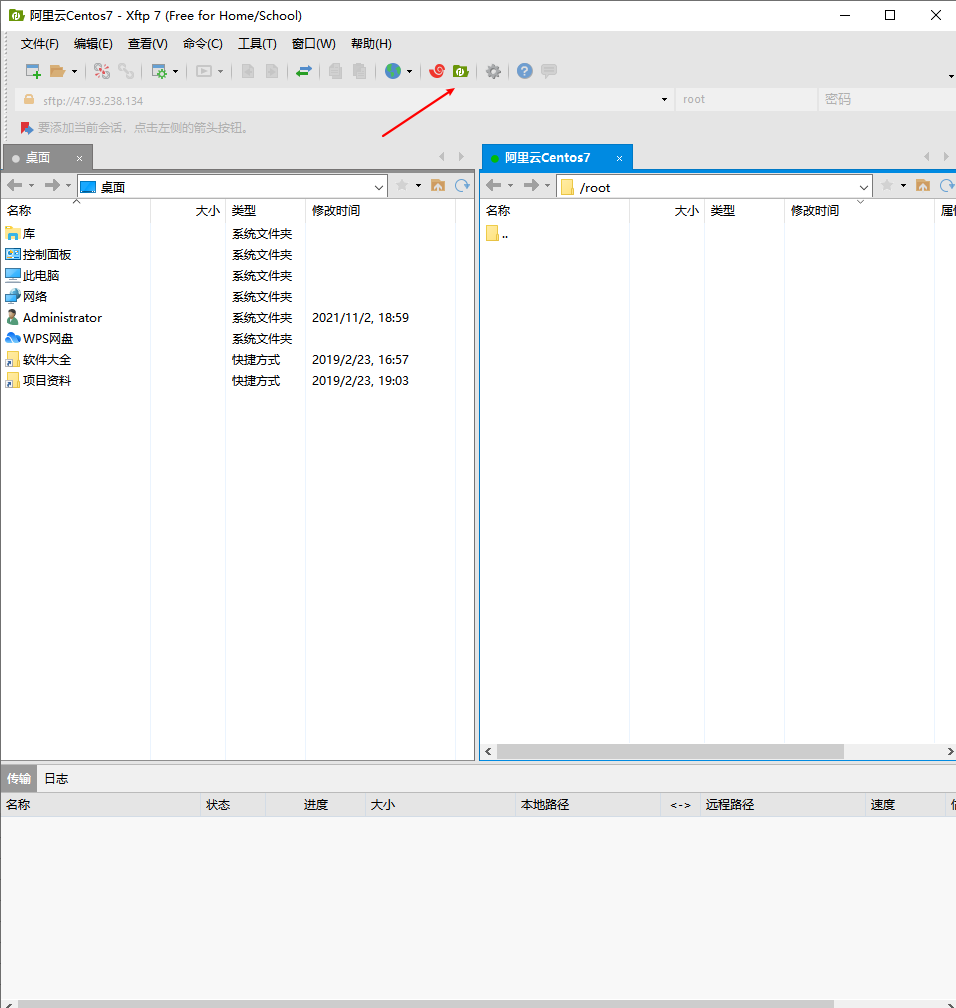 阿里云Centos7 - Xftp 7 (Free for Home/School)
文件(F) 编辑(E) 查看(V) 命令(C) 工具(T) 窗口(W) 帮助(H)
sftp://47.93.238.134 root 密码
要添加当前会话，点击左侧的箭头按钮。
桌面 × 阿里云Centos7 ×
桌面 /root
名称 大小 类型 修改时间 名称 大小 类型 修改时间
库 系统文件夹 ..
控制面板 系统文件夹
此电脑 系统文件夹
网络 系统文件夹
Administrator 系统文件夹 2021/11/2, 18:59
WPS网盘 系统文件夹
软件大全 快捷方式 2019/2/23, 16:57
项目资料 快捷方式 2019/2/23, 19:03
传输 日志
名称 状态 进度 大小 本地路径 <-> 远程路径 速度